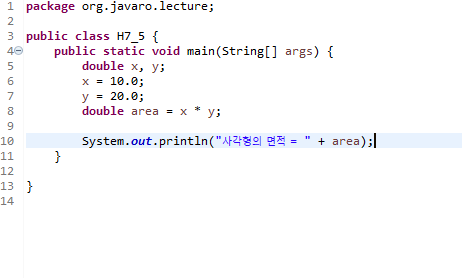 1 package org.javaro.lecture;
2
3 public class H7_5 {
4 public static void main(String[] args) {
5 double x, y;
6 x = 10.0;
7 y = 20.0;
8 double area = x * y;
9
10 System.out.println("사각형의 면적 = " + area);
11 }
12
13 }
14